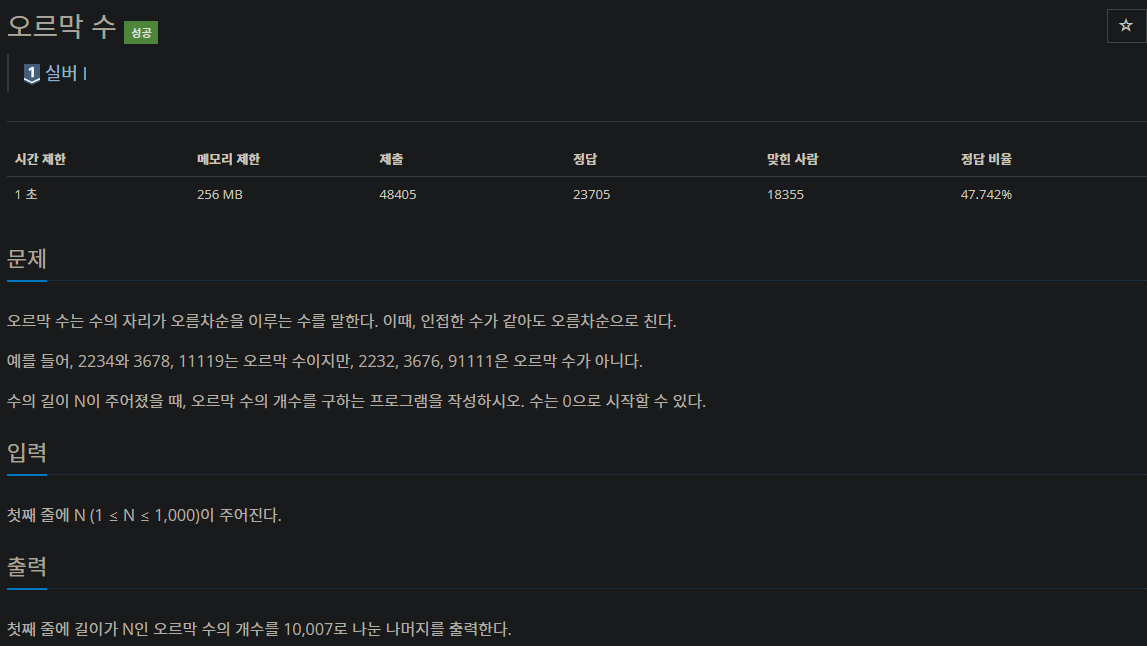 오르막 수 성공
☆
1 실버 I
시간 제한 메모리 제한 제출 정답 맞힌 사람 정답 비율
1 초 256 MB 48405 23705 18355 47.742%
문제
오르막 수는 수의 자리가 오름차순을 이루는 수를 말한다. 이때, 인접한 수가 같아도 오름차순으로 친다.
예를 들어, 2234와 3678, 11119는 오르막 수이지만, 2232, 3676, 91111은 오르막 수가 아니다.
수의 길이 N이 주어졌을 때, 오르막 수의 개수를 구하는 프로그램을 작성하시오. 수는 0으로 시작할 수 있다.
입력
첫째 줄에 N (1 ≤ N ≤ 1,000)이 주어진다.
출력
첫째 줄에 길이가 N인 오르막 수의 개수를 10,007로 나눈 나머지를 출력한다.